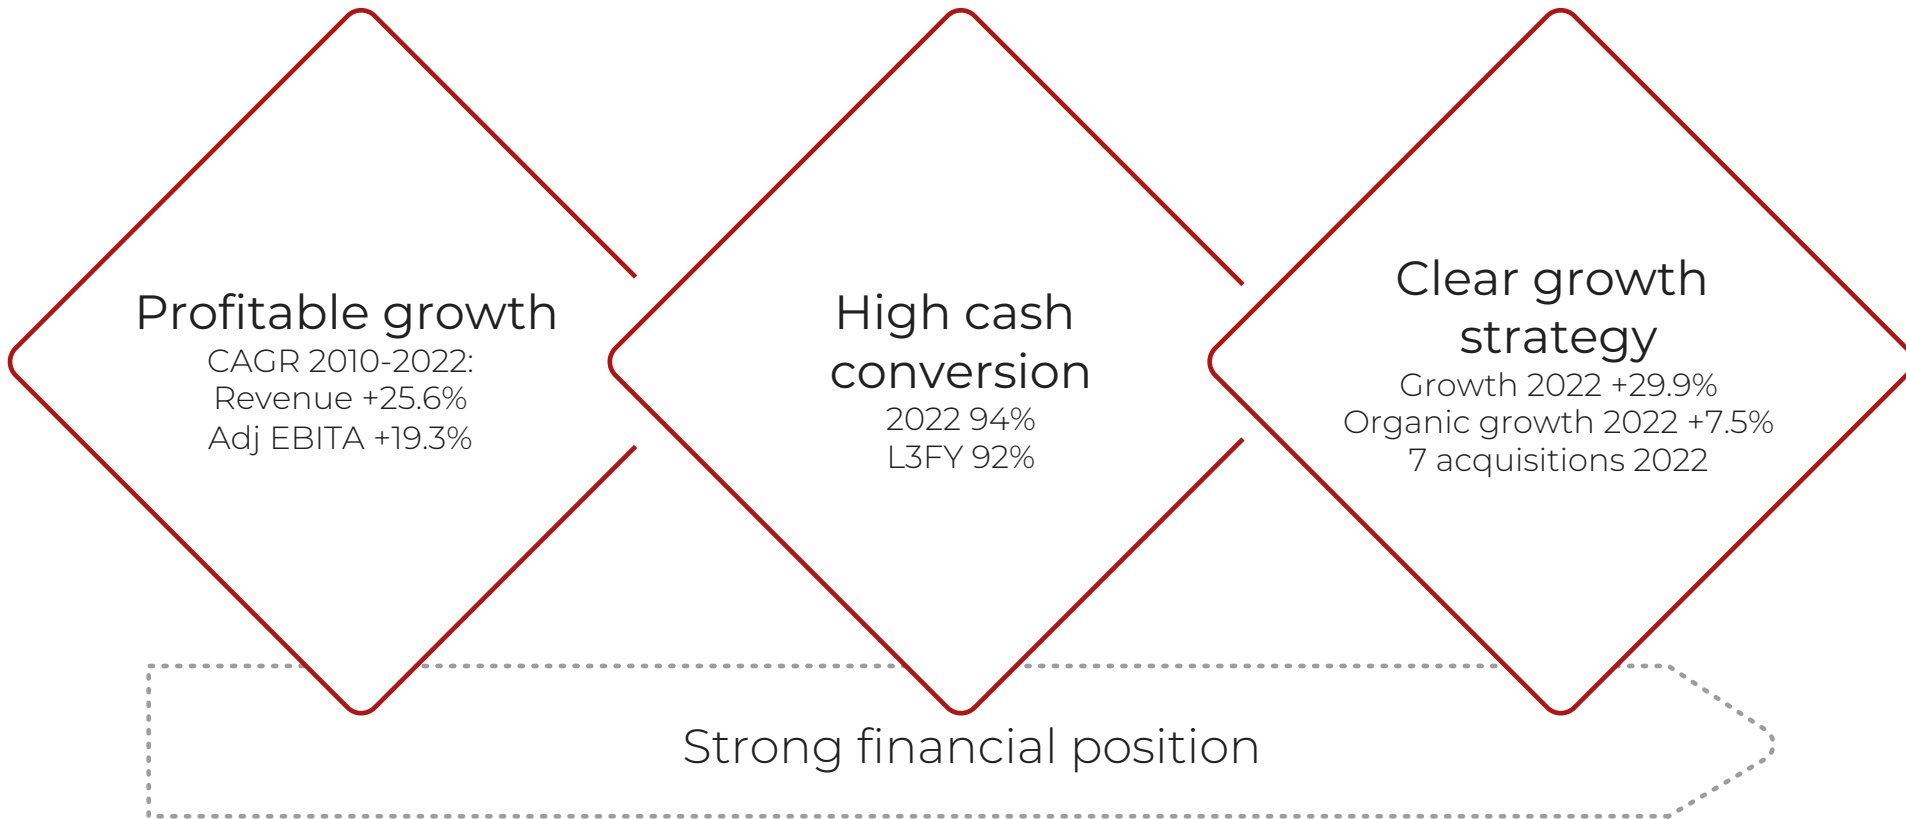 Profitable growth
CAGR 2010-2022:
Revenue +25.6%
Adj EBITA +19.3%
High cash
conversion
2022 94%
L3FY 92%
Clear growth
strategy
Growth 2022 +29.9%
Organic growth 2022 +7.5%
7 acquisitions 2022
Strong financial position